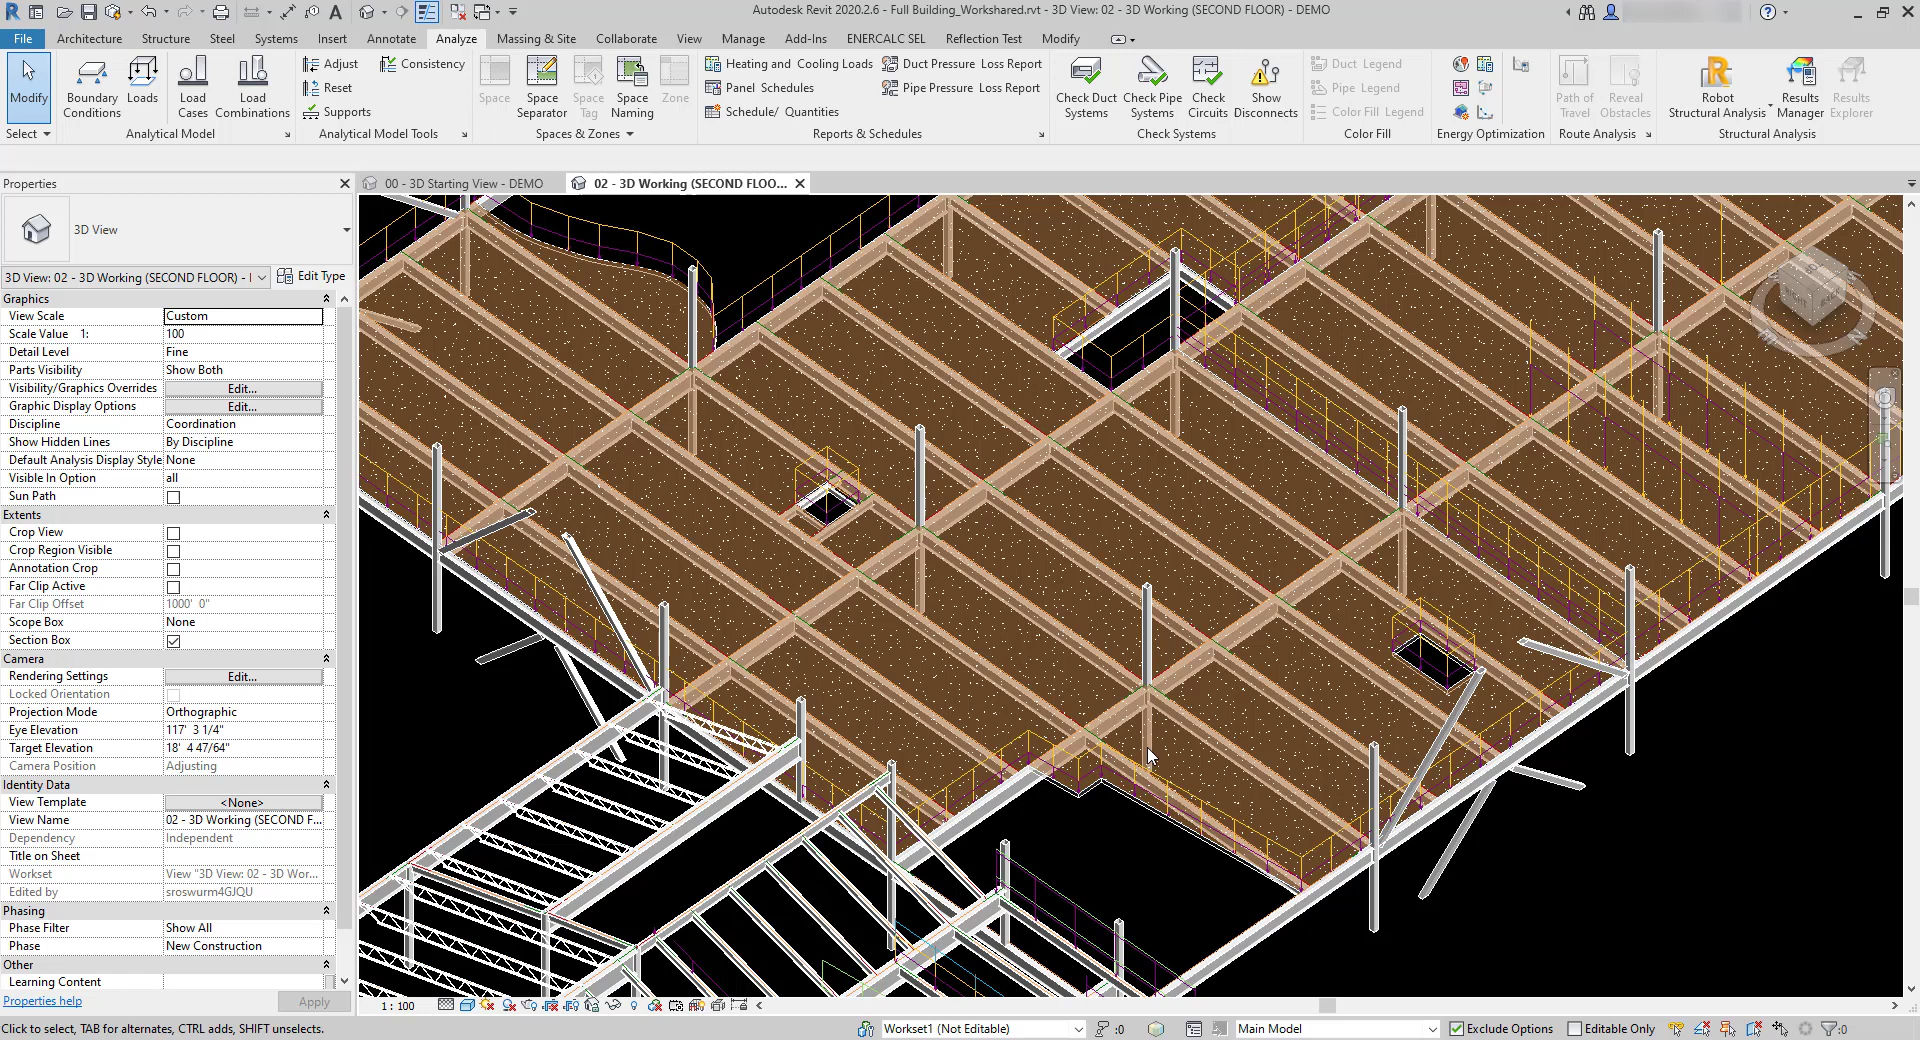 Autodesk Revit 2020.2.6 - Full Building_Workshared.rvt - 3D View: 02 - 3D Working (SECOND FLOOR) - DEMO
File Architecture Structure Steel Systems Insert Annotate Analyze Massing & Site Collaborate View Manage Add-Ins ENERCALC SEL Reflection Test Modify
Modify
Select
Boundary Conditions
Loads
Load Cases
Load Combinations
Analytical Model
Adjust
Reset
Supports
Consistency
Analytical Model Tools
Space
Space Separator
Space Tag
Space Naming
Zone
Spaces & Zones
Heating and Cooling Loads
Panel Schedules
Schedule/ Quantities
Duct Pressure Loss Report
Pipe Pressure Loss Report
Reports & Schedules
Check Duct Systems
Check Pipe Systems
Check Circuits
Show Disconnects
Check Systems
Duct Legend
Pipe Legend
Color Fill Legend
Color Fill
Energy Optimization
Path of Travel
Reveal Obstacles
Route Analysis
Robot Structural Analysis
Results Manager
Results Explorer
Structural Analysis
Properties
00 - 3D Starting View - DEMO
02 - 3D Working (SECOND FLOO...
3D View
3D View: 02 - 3D Working (SECOND FLOOR) - I
Edit Type
Graphics
View Scale Custom
Scale Value 1: 100
Detail Level Fine
Parts Visibility Show Both
Visibility/Graphics Overrides Edit...
Graphic Display Options Edit...
Discipline Coordination
Show Hidden Lines By Discipline
Default Analysis Display Style None
Visible In Option all
Sun Path
Extents
Crop View
Crop Region Visible
Annotation Crop
Far Clip Active
Far Clip Offset 1000' 0"
Scope Box None
Section Box
Camera
Rendering Settings Edit...
Locked Orientation
Projection Mode Orthographic
Eye Elevation 117' 3 1/4"
Target Elevation 18' 4 47/64"
Camera Position Adjusting
Identity Data
View Template <None>
View Name 02 - 3D Working (SECOND F...
Dependency Independent
Title on Sheet
Workset View "3D View: 02 - 3D Wor...
Edited by sroswurm4GJQU
Phasing
Phase Filter Show All
Phase New Construction
Other
Learning Content
Properties help
Apply
1 : 100
Click to select, TAB for alternates, CTRL adds, SHIFT unselects.
Workset1 (Not Editable)
:0
Main Model
Exclude Options
Editable Only
:0